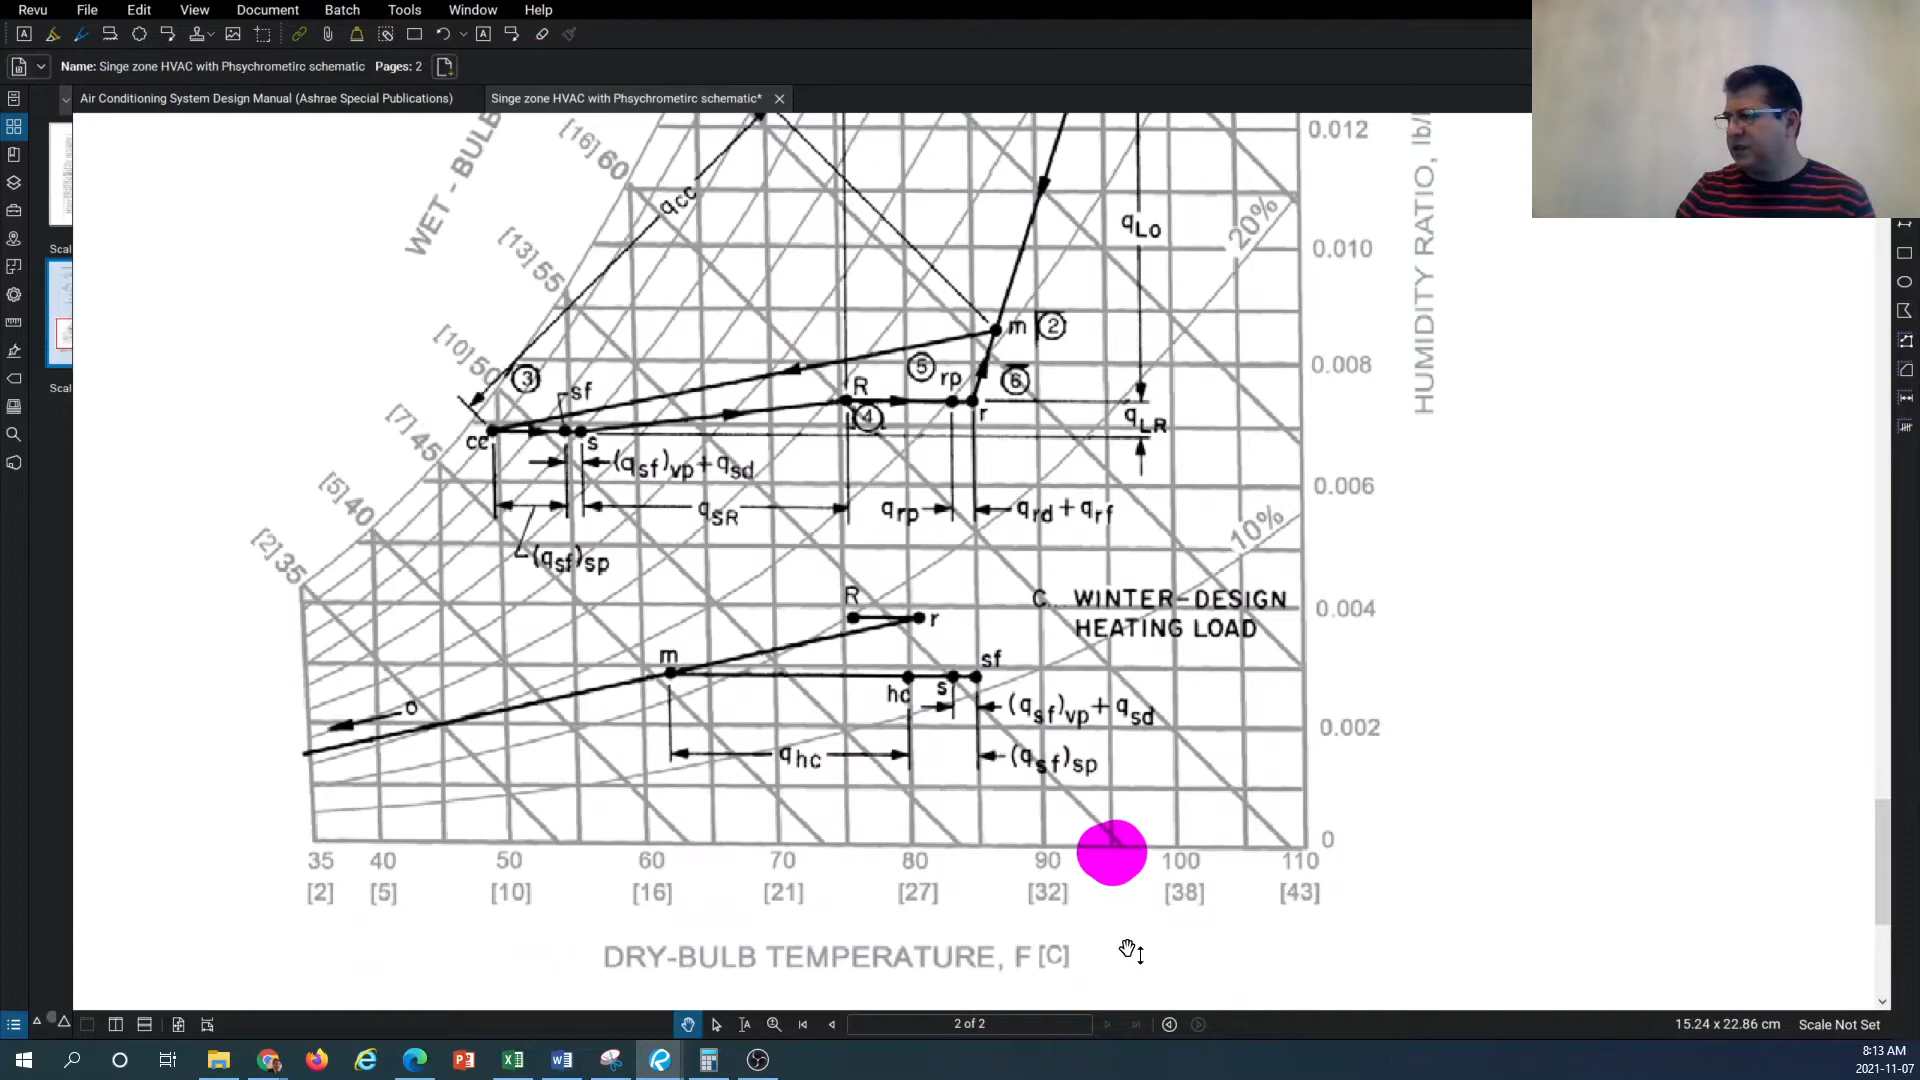 Revu File Edit View Document Batch Tools Window Help
Name: Singe zone HVAC with Phsychrometirc schematic Pages: 2
Air Conditioning System Design Manual (Ashrae Special Publications) Singe zone HVAC with Phsychrometirc schematic*
Scal
Scal
WET - BULB
[16] 60
[13] 55
[10] 50
[7] 45
[5] 40
[2] 35
qcc
0.012
HUMIDITY RATIO, lb/
20%
qLo
0.010
m ②
0.008
⑤ rp ⑥
③ sf
R
④ r
cc s
qLR
(qsf)vp + qsd
0.006
qSR qrp qrd + qrf
10%
(qsf)sp
R r
C. WINTER-DESIGN
HEATING LOAD
0.004
m sf
hc s
o
(qsf)vp + qsd
0.002
qhc (qsf)sp
0
35 40 50 60 70 80 90 100 110
[2] [5] [10] [16] [21] [27] [32] [38] [43]
DRY-BULB TEMPERATURE, F [C]
2 of 2
15.24 x 22.86 cm Scale Not Set
8:13 AM
2021-11-07